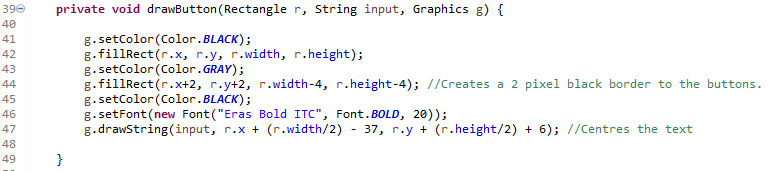 39 private void drawButton(Rectangle r, String input, Graphics g) {
40
41 g.setColor(Color.BLACK);
42 g.fillRect(r.x, r.y, r.width, r.height);
43 g.setColor(Color.GRAY);
44 g.fillRect(r.x+2, r.y+2, r.width-4, r.height-4); //Creates a 2 pixel black border to the buttons.
45 g.setColor(Color.BLACK);
46 g.setFont(new Font("Eras Bold ITC", Font.BOLD, 20));
47 g.drawString(input, r.x + (r.width/2) - 37, r.y + (r.height/2) + 6); //Centres the text
48
49 }